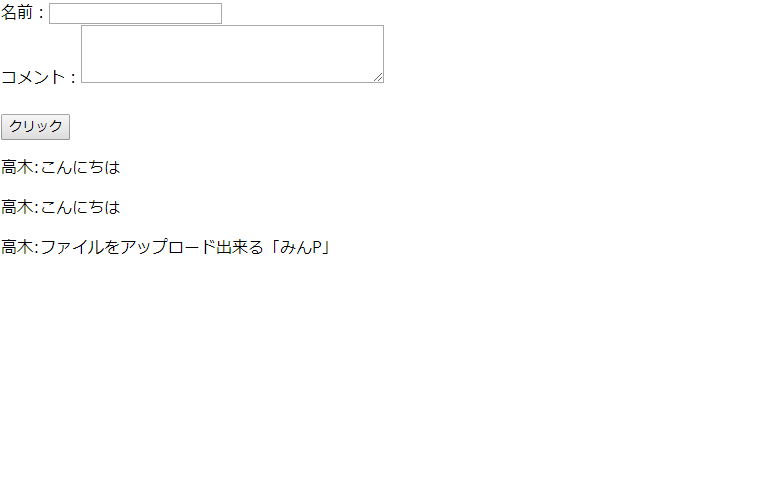 名前：
コメント：
クリック
高木:こんにちは
高木:こんにちは
高木:ファイルをアップロード出来る「みんP」